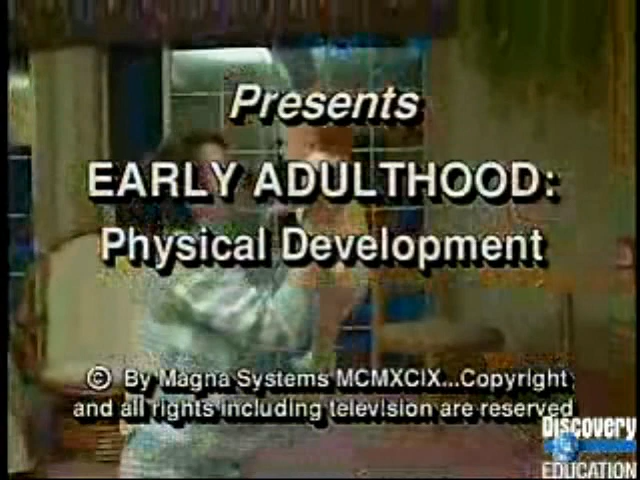 Presents
EARLY ADULTHOOD:
Physical Development
© By Magna Systems MCMXCIX...Copyright
and all rights including television are reserved
Discovery
EDUCATION